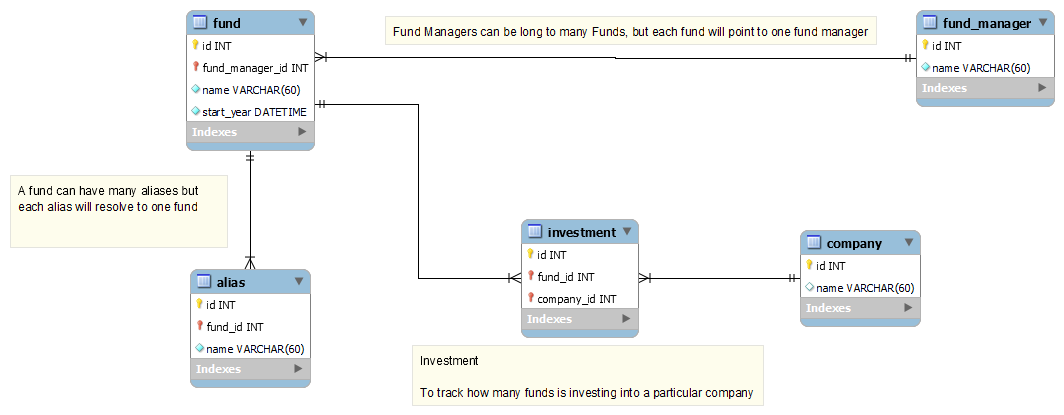 fund
id INT
fund_manager_id INT
name VARCHAR(60)
start_year DATETIME
Indexes
Fund Managers can be long to many Funds, but each fund will point to one fund manager
fund_manager
id INT
name VARCHAR(60)
Indexes
A fund can have many aliases but
each alias will resolve to one fund
alias
id INT
fund_id INT
name VARCHAR(60)
Indexes
investment
id INT
fund_id INT
company_id INT
Indexes
company
id INT
name VARCHAR(60)
Indexes
Investment
To track how many funds is investing into a particular company